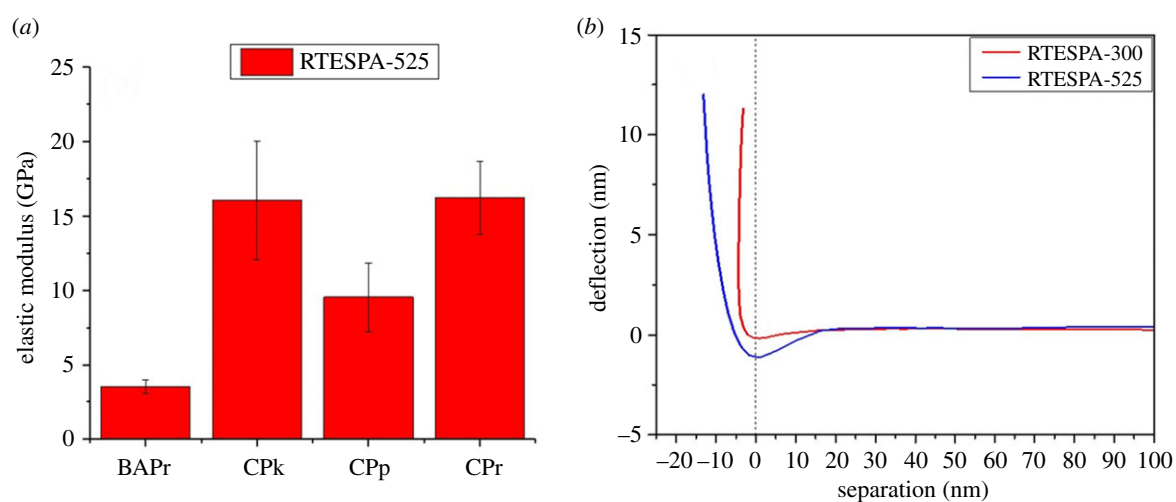 (a)
RTESPA-525
25
20
15
10
5
0
elastic modulus (GPa)
BAPr CPk CPp CPr
(b)
RTESPA-300
RTESPA-525
15
10
5
0
–5
deflection (nm)
–20 –10 0 10 20 30 40 50 60 70 80 90 100
separation (nm)